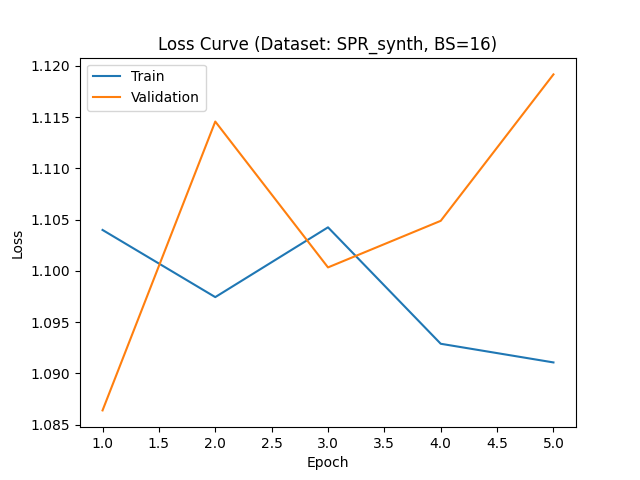 Loss Curve (Dataset: SPR_synth, BS=16)
Train
Validation
1.120
1.115
1.110
1.105
1.100
1.095
1.090
1.085
Loss
1.0 1.5 2.0 2.5 3.0 3.5 4.0 4.5 5.0
Epoch